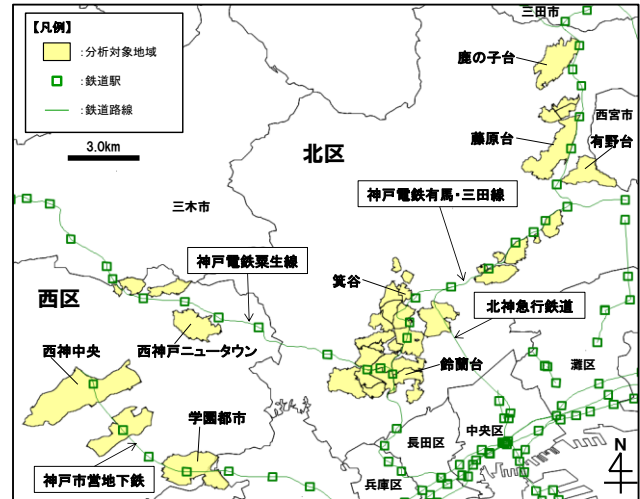 【凡例】
:分析対象地域
:鉄道駅
:鉄道路線
3.0km
三田市
鹿の子台
西宮市
藤原台
有野台
北区
神戸電鉄有馬・三田線
三木市
神戸電鉄粟生線
箕谷
西区
北神急行鉄道
西神中央
西神戸ニュータウン
鈴蘭台
灘区
学園都市
長田区
中央区
神戸市営地下鉄
兵庫区
N